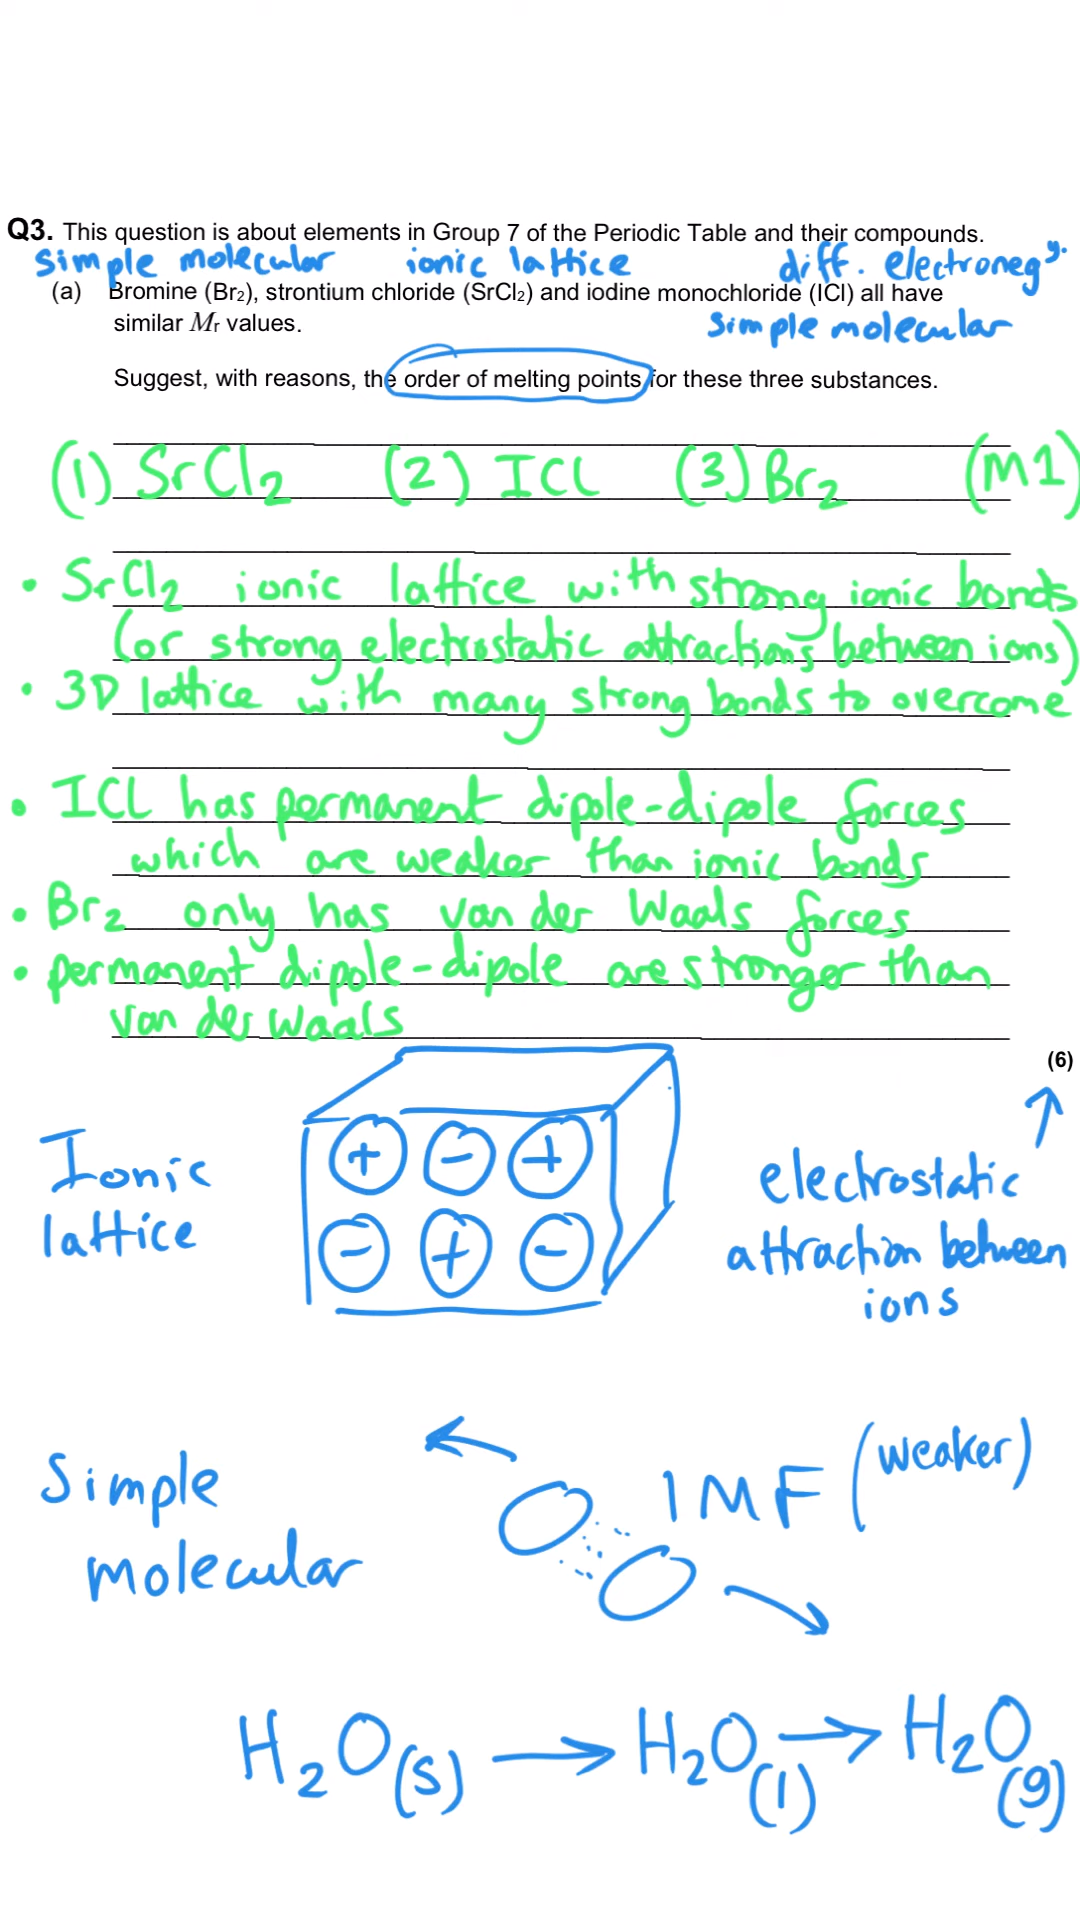 Q3. This question is about elements in Group 7 of the Periodic Table and their compounds.
simple molecular ionic lattice diff. electroneg y.
(a) Bromine (Br₂), strontium chloride (SrCl₂) and iodine monochloride (ICl) all have
similar Mr values.
simple molecular
Suggest, with reasons, the order of melting points for these three substances.
(1) SrCl₂ (2) ICL (3) Br₂ (M1)
• SrCl₂ ionic lattice with strong ionic bonds
(or strong electrostatic attractions between ions)
• 3D lattice with many strong bonds to overcome
• ICL has permanent dipole-dipole forces
which are weaker than ionic bonds
• Br₂ only has van der Waals forces
• permanent dipole-dipole are stronger than
van der Waals
(6)
Ionic
lattice
+ - +
- + -
electrostatic
attraction between
ions
Simple
molecular
IMF (weaker)
H₂O(s) → H₂O(l) → H₂O(g)